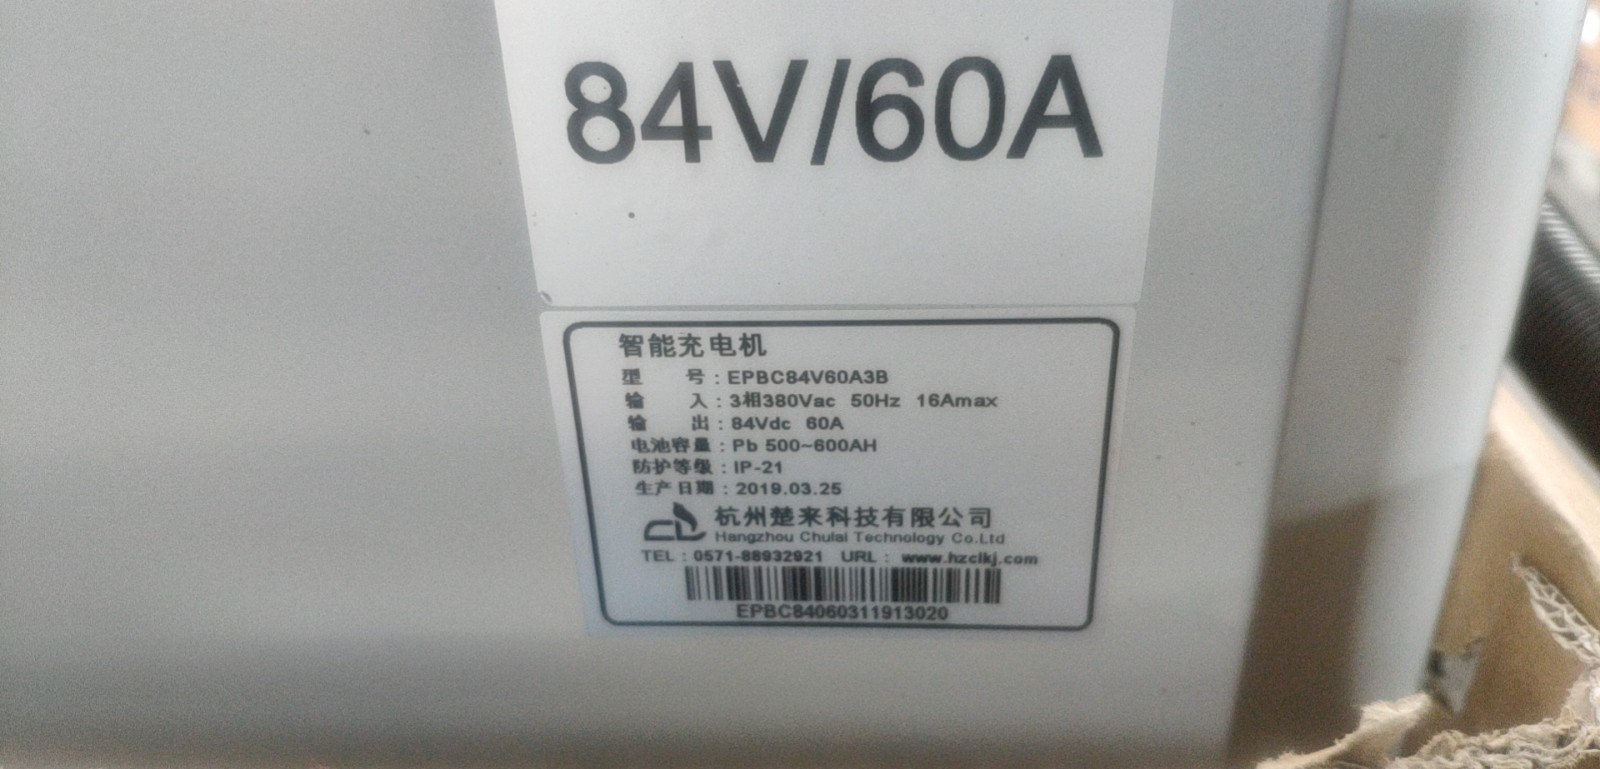 84V/60A
智能充电机
型 号：EPBC84V60A3B
输 入：3相380Vac 50Hz 16Amax
输 出：84Vdc 60A
电池容量：Pb 500~600AH
防护等级：IP-21
生产日期：2019.03.25
杭州楚来科技有限公司
Hangzhou Chulai Technology Co.Ltd
TEL：0571-88932921 URL：www.hzclkj.com
EPBC84060311913020